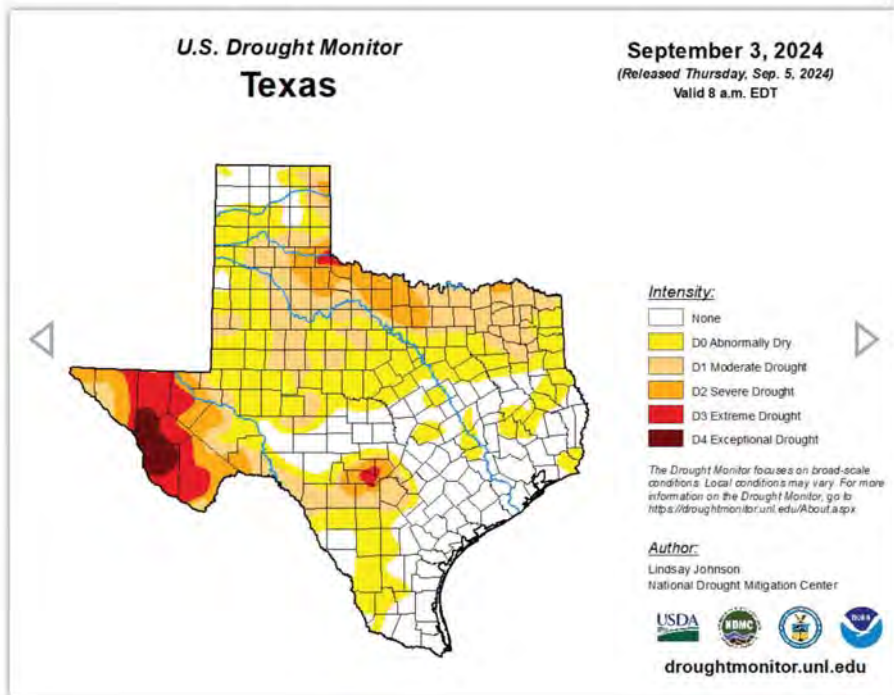 U.S. Drought Monitor
Texas
September 3, 2024
(Released Thursday, Sep. 5, 2024)
Valid 8 a.m. EDT
Intensity:
None
D0 Abnormally Dry
D1 Moderate Drought
D2 Severe Drought
D3 Extreme Drought
D4 Exceptional Drought
The Drought Monitor focuses on broad-scale
conditions. Local conditions may vary. For more
information on the Drought Monitor, go to
https://droughtmonitor.unl.edu/About.aspx
Author:
Lindsay Johnson
National Drought Mitigation Center
USDA
NDMC
NOAA
droughtmonitor.unl.edu